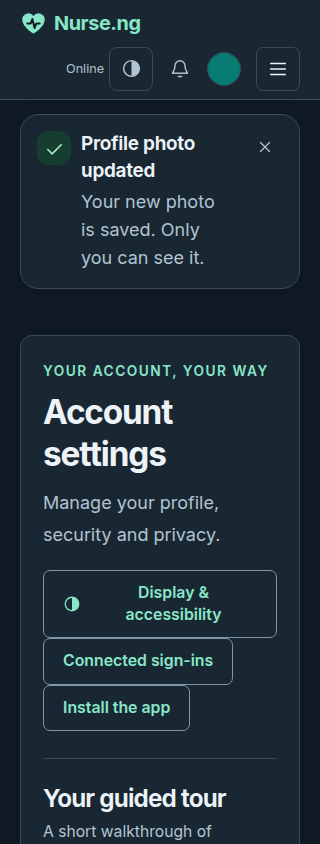 Nurse.ng
Online
Profile photo
updated
Your new photo
is saved. Only
you can see it.
YOUR ACCOUNT, YOUR WAY
Account
settings
Manage your profile,
security and privacy.
Display &
accessibility
Connected sign-ins
Install the app
Your guided tour
A short walkthrough of